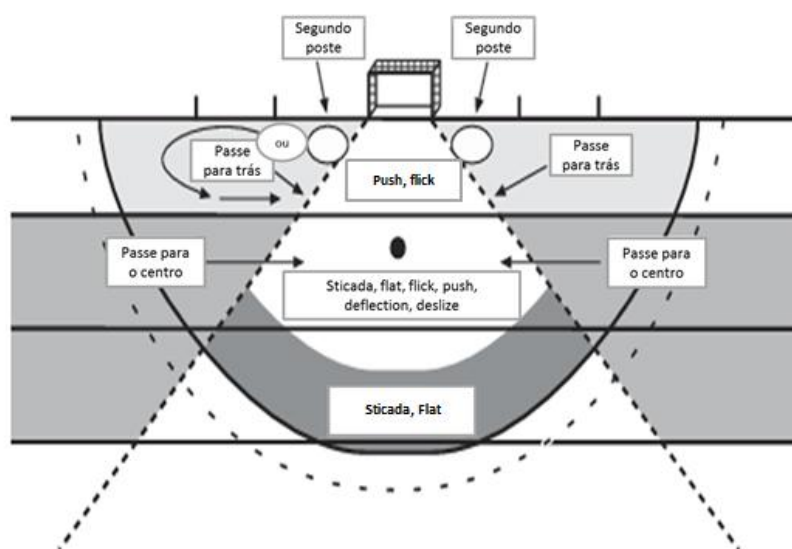 Segundo
poste
Segundo
poste
ou
Passe
para trás
Passe
para trás
Push, flick
Passe para
o centro
Passe para
o centro
Sticada, flat, flick, push,
deflection, deslize
Sticada, Flat